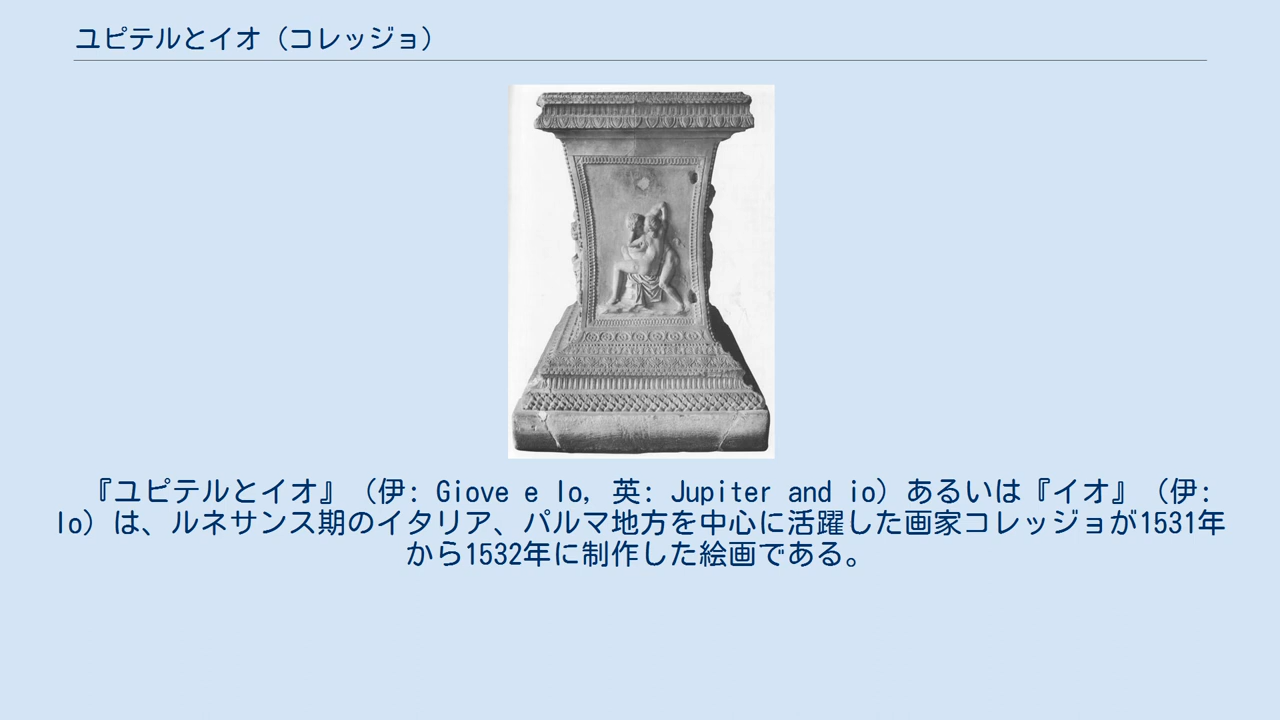 ユピテルとイオ（コレッジョ）
『ユピテルとイオ』（伊: Giove e Io, 英: Jupiter and io）あるいは『イオ』（伊:
Io）は、ルネサンス期のイタリア、パルマ地方を中心に活躍した画家コレッジョが1531年
から1532年に制作した絵画である。